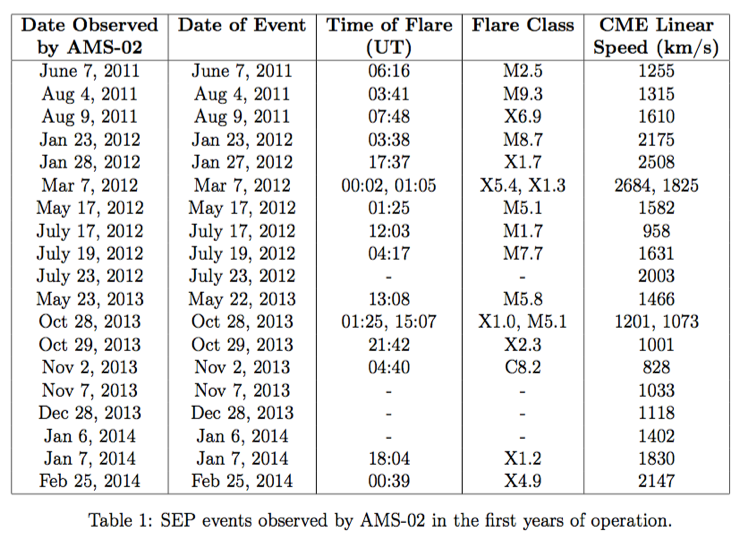 Date Observed by AMS-02 Date of Event Time of Flare (UT) Flare Class CME Linear Speed (km/s)
June 7, 2011 June 7, 2011 06:16 M2.5 1255
Aug 4, 2011 Aug 4, 2011 03:41 M9.3 1315
Aug 9, 2011 Aug 9, 2011 07:48 X6.9 1610
Jan 23, 2012 Jan 23, 2012 03:38 M8.7 2175
Jan 28, 2012 Jan 27, 2012 17:37 X1.7 2508
Mar 7, 2012 Mar 7, 2012 00:02, 01:05 X5.4, X1.3 2684, 1825
May 17, 2012 May 17, 2012 01:25 M5.1 1582
July 17, 2012 July 17, 2012 12:03 M1.7 958
July 19, 2012 July 19, 2012 04:17 M7.7 1631
July 23, 2012 July 23, 2012 - - 2003
May 23, 2013 May 22, 2013 13:08 M5.8 1466
Oct 28, 2013 Oct 28, 2013 01:25, 15:07 X1.0, M5.1 1201, 1073
Oct 29, 2013 Oct 29, 2013 21:42 X2.3 1001
Nov 2, 2013 Nov 2, 2013 04:40 C8.2 828
Nov 7, 2013 Nov 7, 2013 - - 1033
Dec 28, 2013 Dec 28, 2013 - - 1118
Jan 6, 2014 Jan 6, 2014 - - 1402
Jan 7, 2014 Jan 7, 2014 18:04 X1.2 1830
Feb 25, 2014 Feb 25, 2014 00:39 X4.9 2147
Table 1: SEP events observed by AMS-02 in the first years of operation.